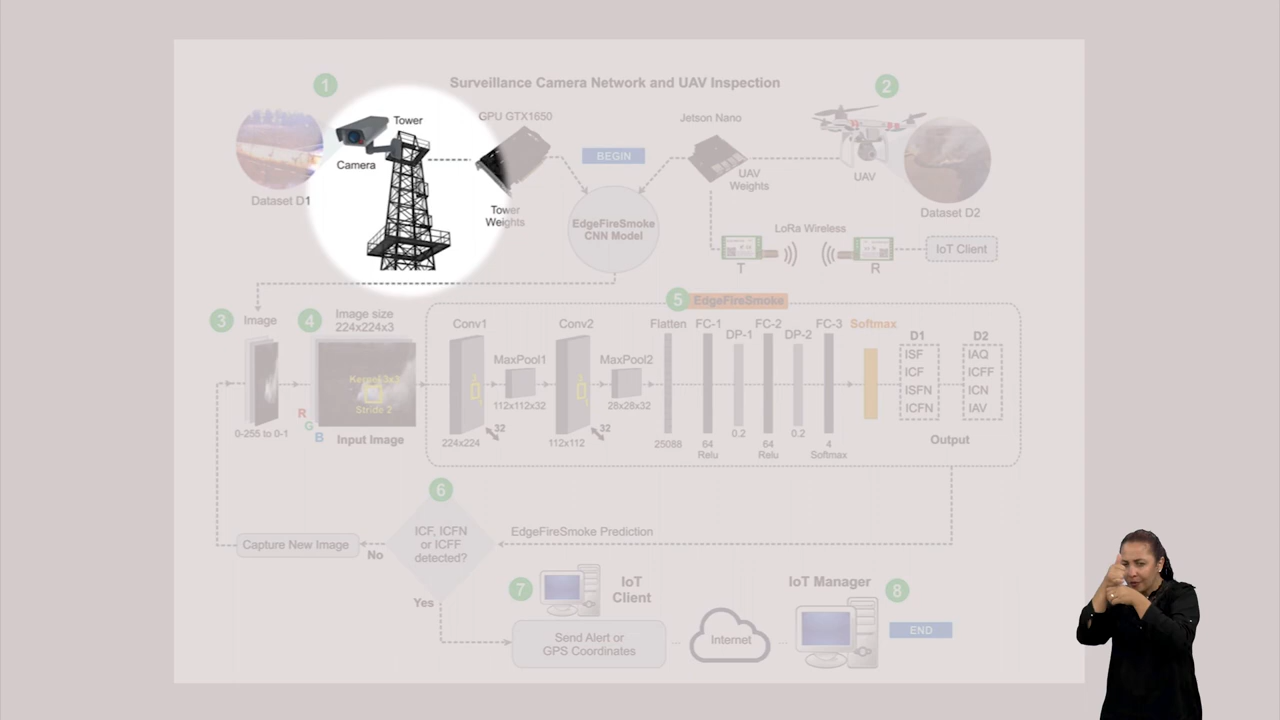 1
Surveillance Camera Network and UAV Inspection
2
Tower
GPU GTX1650
Jetson Nano
Camera
BEGIN
UAV
Weights
UAV
Dataset D1
Tower
Weights
EdgeFireSmoke
CNN Model
Dataset D2
LoRa Wireless
IoT Client
T
R
3
Image
4
Image size
224x224x3
5
EdgeFireSmoke
Conv1
Conv2
Flatten
FC-1
DP-1
FC-2
DP-2
FC-3
Softmax
D1
D2
MaxPool1
MaxPool2
ISF
ICF
ISFN
ICFN
IAQ
ICFF
ICN
IAV
Kernel 3x3
Stride 2
112x112x32
28x28x32
R
G
B
0-255 to 0-1
Input Image
224x224
32
112x112
32
25088
64
Relu
0.2
64
Relu
0.2
4
Softmax
Output
6
ICF, ICFN
or ICFF
detected?
EdgeFireSmoke Prediction
Capture New Image
No
Yes
7
IoT
Client
IoT Manager
8
Send Alert or
GPS Coordinates
Internet
END